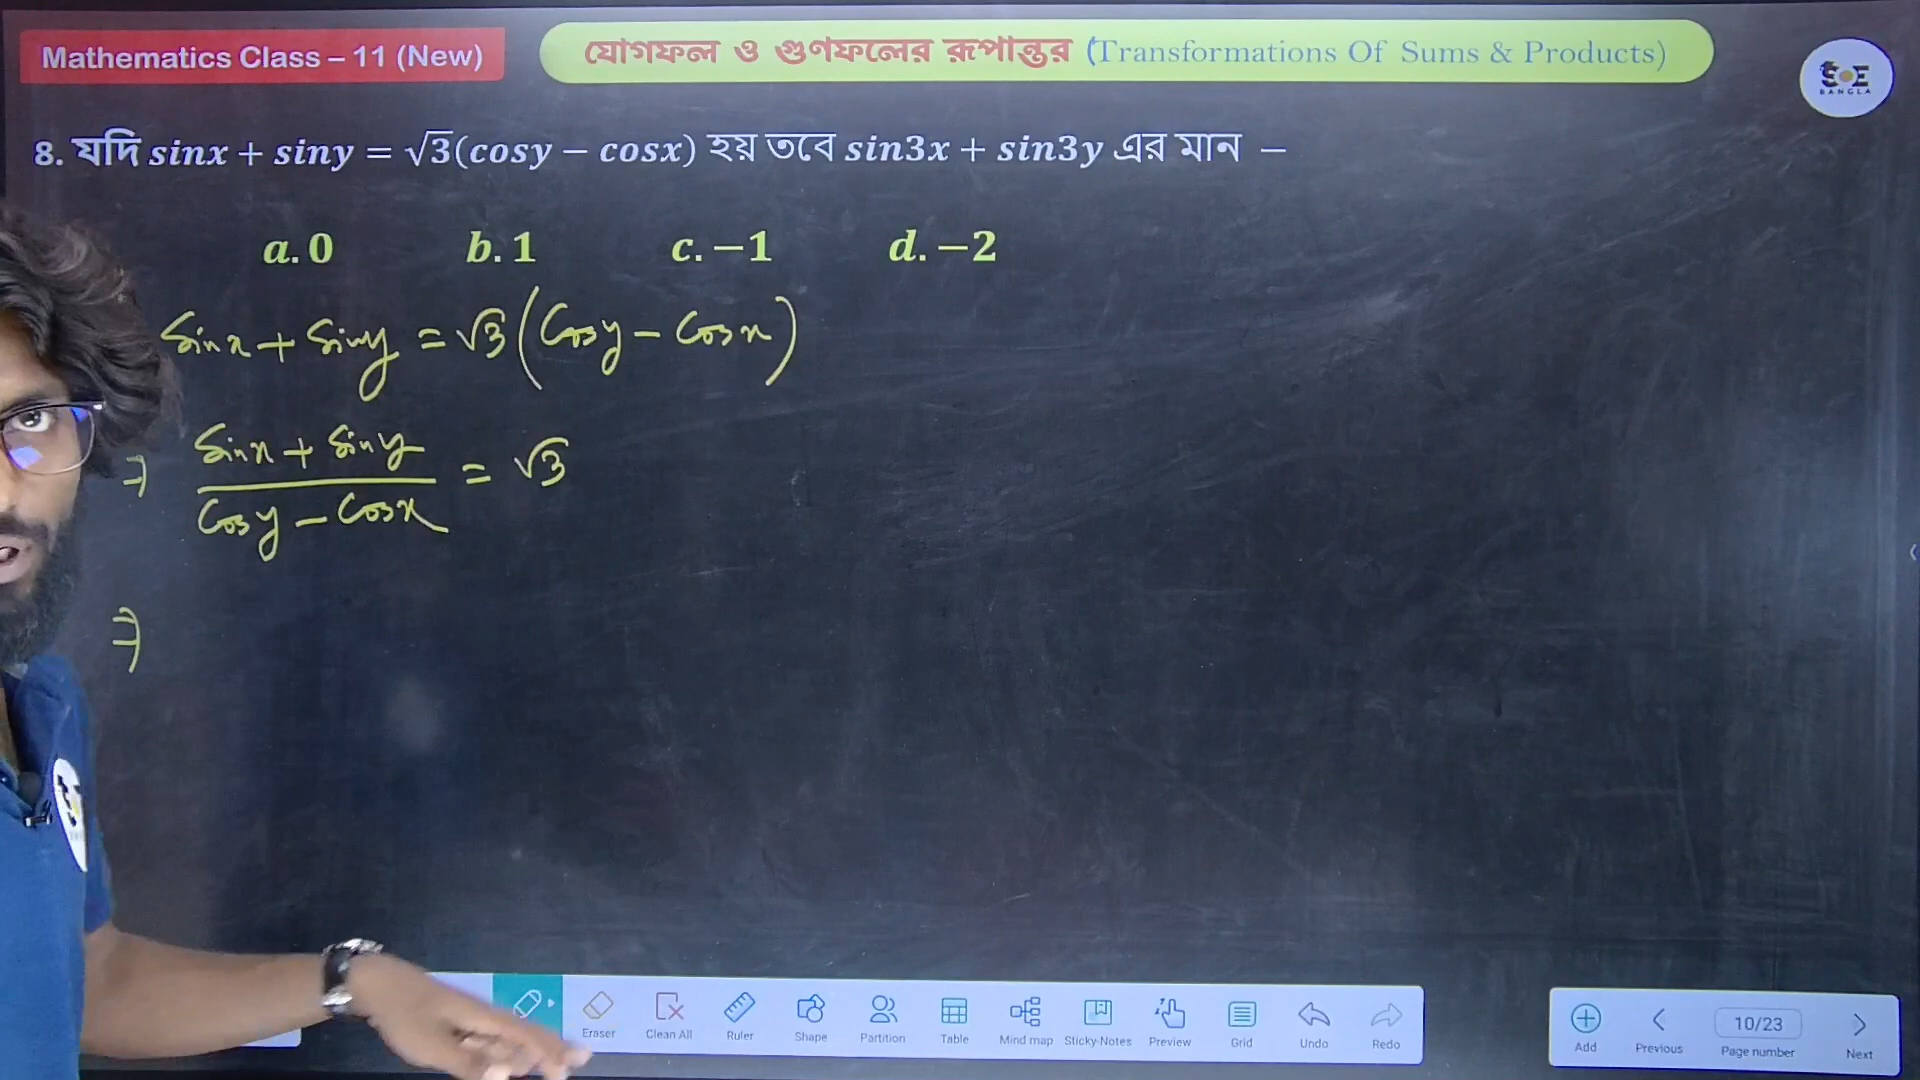 Mathematics Class – 11 (New)
যোগফল ও গুণফলের রূপান্তর (Transformations Of Sums & Products)
SOE
BANGLA
8. যদি sinx + siny = √3(cosy − cosx) হয় তবে sin3x + sin3y এর মান −
a. 0 b. 1 c. −1 d. −2
Sinx + Siny = √3 (Cosy − Cosx)
⇒ Sinx + Siny / Cosy − Cosx = √3
⇒
Eraser Clean All Ruler Shape Partition Table Mind map Sticky-Notes Preview Grid Undo Redo
Add Previous 10/23 Page number Next